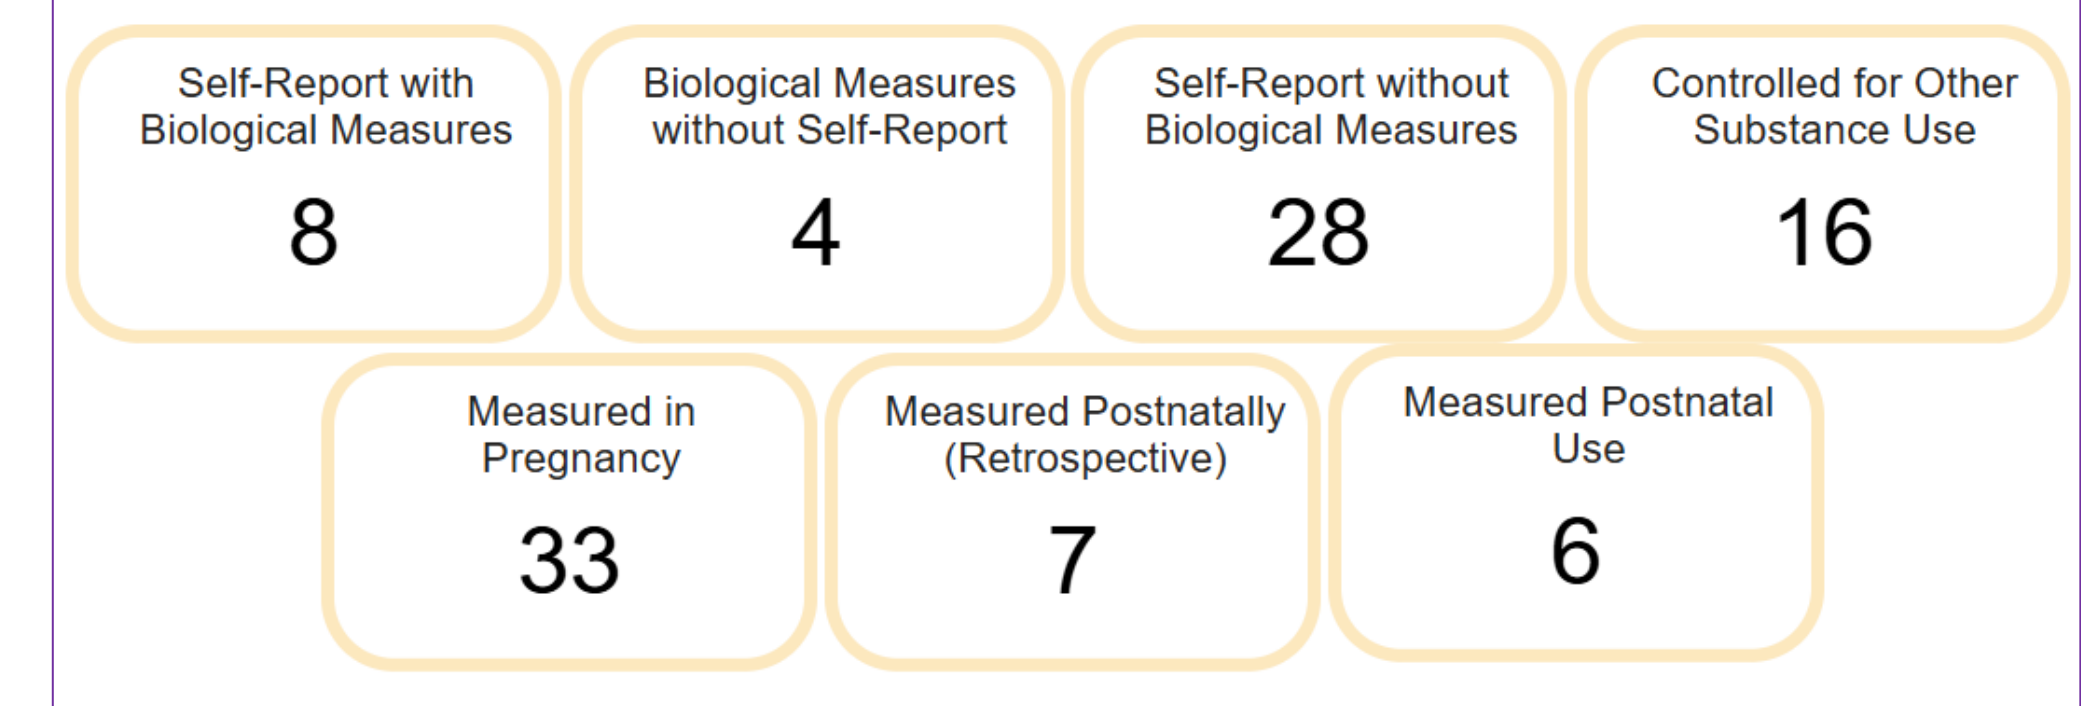 Self-Report with
Biological Measures
8
Biological Measures
without Self-Report
4
Self-Report without
Biological Measures
28
Controlled for Other
Substance Use
16
Measured in
Pregnancy
33
Measured Postnatally
(Retrospective)
7
Measured Postnatal
Use
6